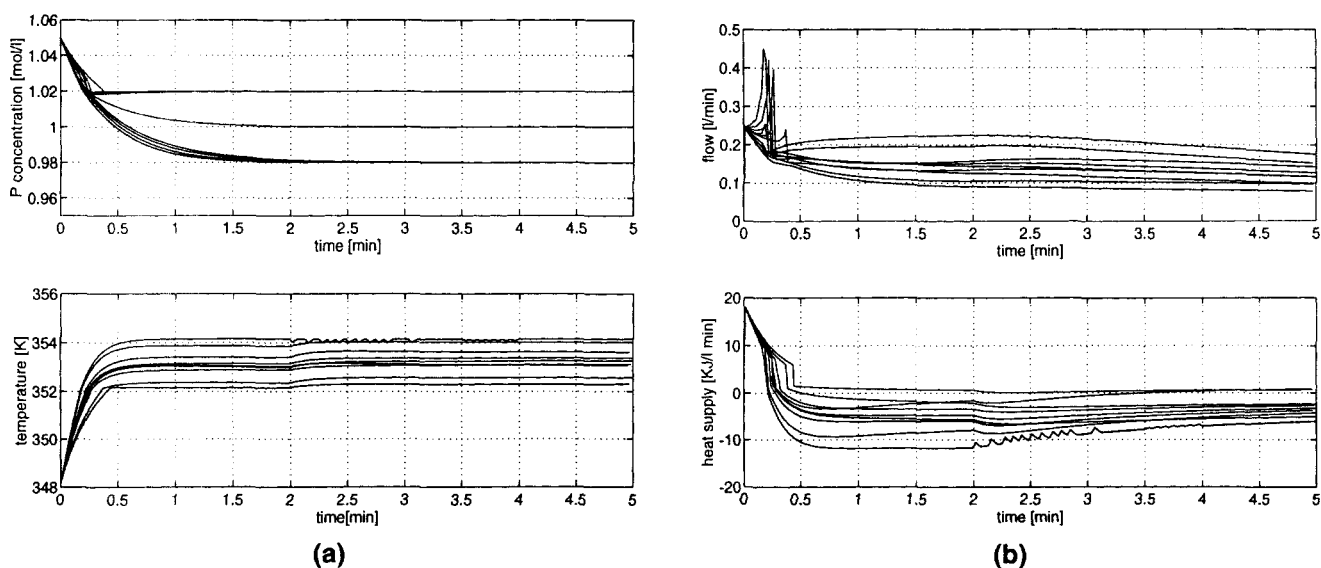 P concentration [mol/l]
1.06
1.04
1.02
1
0.98
0.96
0 0.5 1 1.5 2 2.5 3 3.5 4 4.5 5
time [min]
temperature [K]
356
354
352
350
348
0 0.5 1 1.5 2 2.5 3 3.5 4 4.5 5
time[min]
(a)
flow [l/min]
0.5
0.4
0.3
0.2
0.1
0
0 0.5 1 1.5 2 2.5 3 3.5 4 4.5 5
time [min]
heat supply [KJ/l min]
20
10
0
-10
-20
0 0.5 1 1.5 2 2.5 3 3.5 4 4.5 5
time [min]
(b)